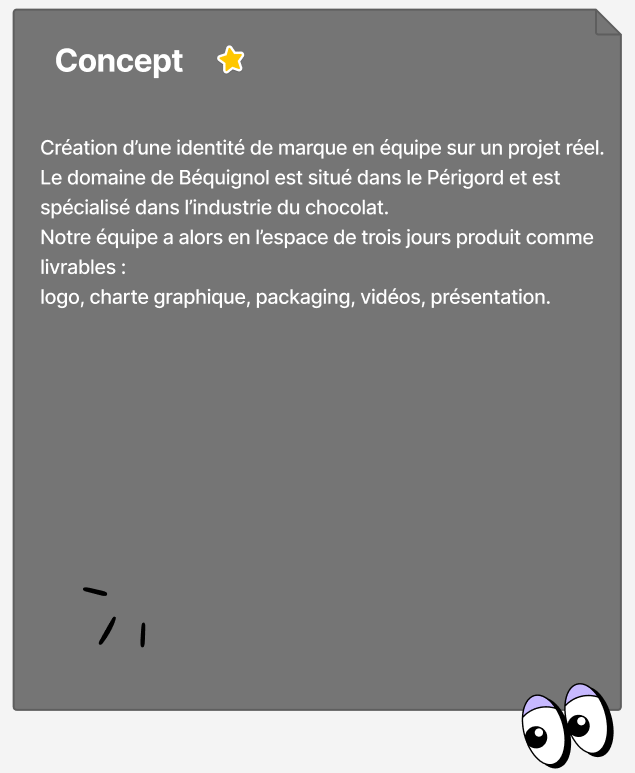 Concept
Création d’une identité de marque en équipe sur un projet réel.
Le domaine de Béquignol est situé dans le Périgord et est
spécialisé dans l’industrie du chocolat.
Notre équipe a alors en l’espace de trois jours produit comme
livrables :
logo, charte graphique, packaging, vidéos, présentation.